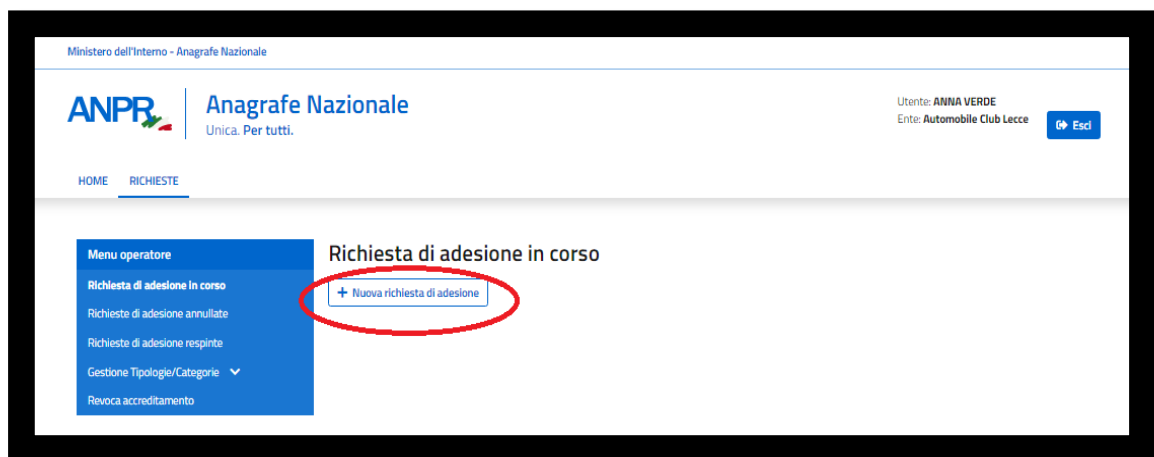 Ministero dell'Interno - Anagrafe Nazionale
ANPR
Anagrafe Nazionale
Unica. Per tutti.
Utente: ANNA VERDE
Ente: Automobile Club Lecce
Esci
HOME RICHIESTE
Menu operatore
Richiesta di adesione in corso
Richieste di adesione annullate
Richieste di adesione respinte
Gestione Tipologie/Categorie
Revoca accreditamento
Richiesta di adesione in corso
+ Nuova richiesta di adesione